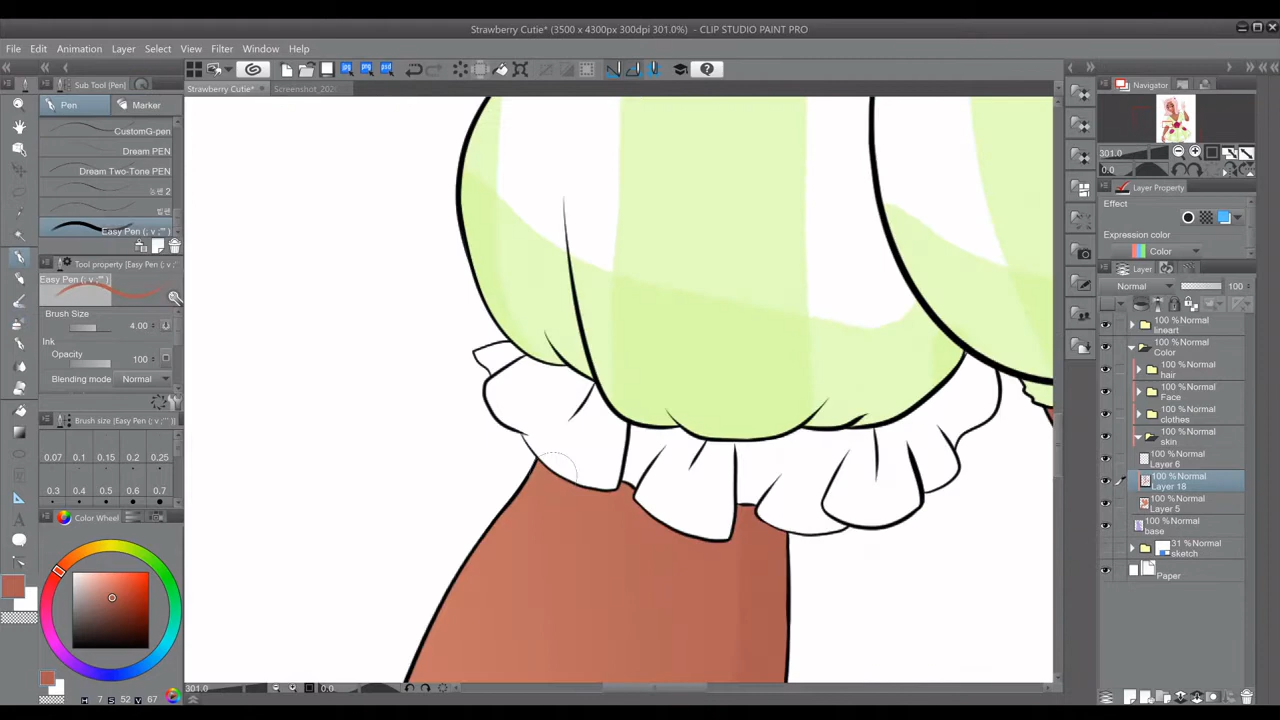 Strawberry Cutie* (3500 x 4300px 300dpi 301.0%) - CLIP STUDIO PAINT PRO
File Edit Animation Layer Select View Filter Window Help
Sub Tool [Pen]
Strawberry Cutie*
Navigator
Pen Marker
CustomG-pen
Dream PEN
Dream Two-Tone PEN
Easy Pen (; v ;"" )
Tool property [Easy Pen (; v ;""
Easy Pen (; v ;"" )
Brush Size 4.00
Ink
Opacity 100
Blending mode Normal
Brush size [Easy Pen (; v ;""
0.07 0.1 0.15 0.2 0.25
0.3 0.4 0.5 0.6 0.7
Color Wheel
H 7 S 52 V 67
301.0 0.0
301.0
0.0
Layer Property
Effect
Expression color
Color
Layer
Normal 100
100 % Normal
lineart
100 % Normal
Color
100 % Normal
hair
100 % Normal
Face
100 % Normal
clothes
100 % Normal
skin
100 % Normal
Layer 6
100 % Normal
Layer 18
100 % Normal
Layer 5
100 % Normal
base
31 % Normal
sketch
Paper